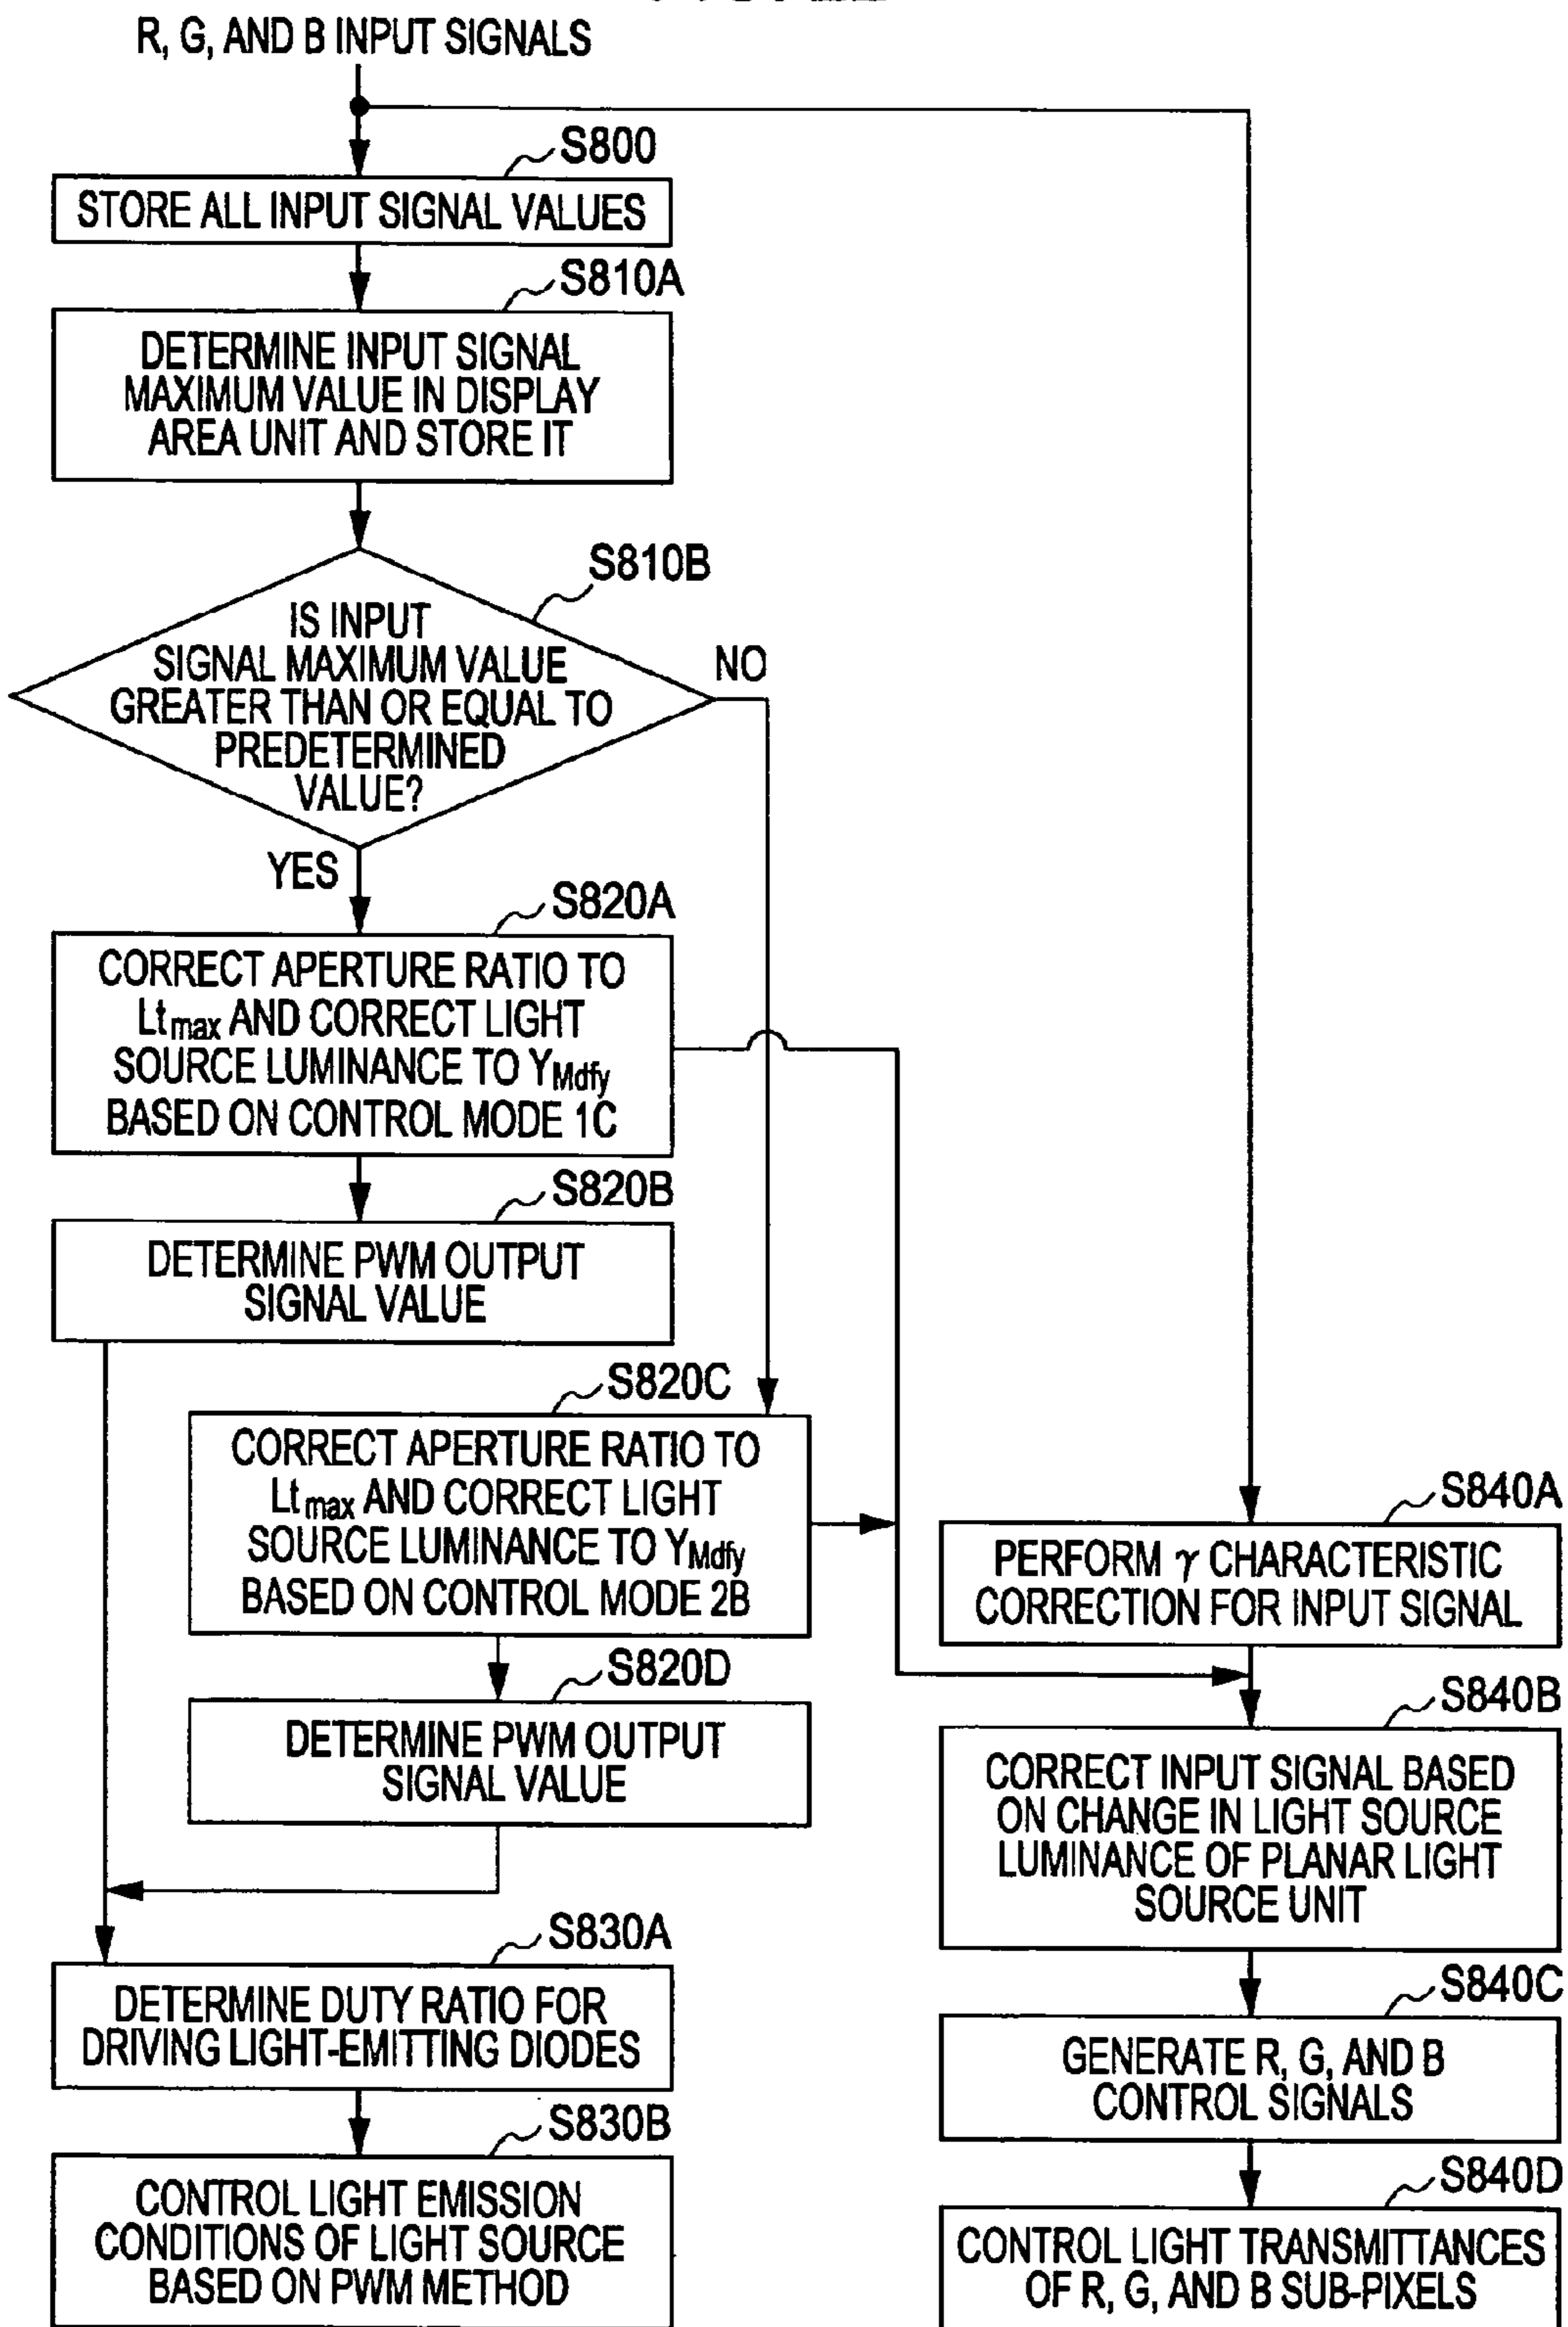 R, G, AND B INPUT SIGNALS
S800
STORE ALL INPUT SIGNAL VALUES
S810A
DETERMINE INPUT SIGNAL
MAXIMUM VALUE IN DISPLAY
AREA UNIT AND STORE IT
S810B
IS INPUT
SIGNAL MAXIMUM VALUE
GREATER THAN OR EQUAL TO
PREDETERMINED
VALUE?
NO
YES
S820A
CORRECT APERTURE RATIO TO
Ltmax AND CORRECT LIGHT
SOURCE LUMINANCE TO YMdfy
BASED ON CONTROL MODE 1C
S820B
DETERMINE PWM OUTPUT
SIGNAL VALUE
S820C
CORRECT APERTURE RATIO TO
Ltmax AND CORRECT LIGHT
SOURCE LUMINANCE TO YMdfy
BASED ON CONTROL MODE 2B
S820D
DETERMINE PWM OUTPUT
SIGNAL VALUE
S830A
DETERMINE DUTY RATIO FOR
DRIVING LIGHT-EMITTING DIODES
S830B
CONTROL LIGHT EMISSION
CONDITIONS OF LIGHT SOURCE
BASED ON PWM METHOD
S840A
PERFORM γ CHARACTERISTIC
CORRECTION FOR INPUT SIGNAL
S840B
CORRECT INPUT SIGNAL BASED
ON CHANGE IN LIGHT SOURCE
LUMINANCE OF PLANAR LIGHT
SOURCE UNIT
S840C
GENERATE R, G, AND B
CONTROL SIGNALS
S840D
CONTROL LIGHT TRANSMITTANCES
OF R, G, AND B SUB-PIXELS